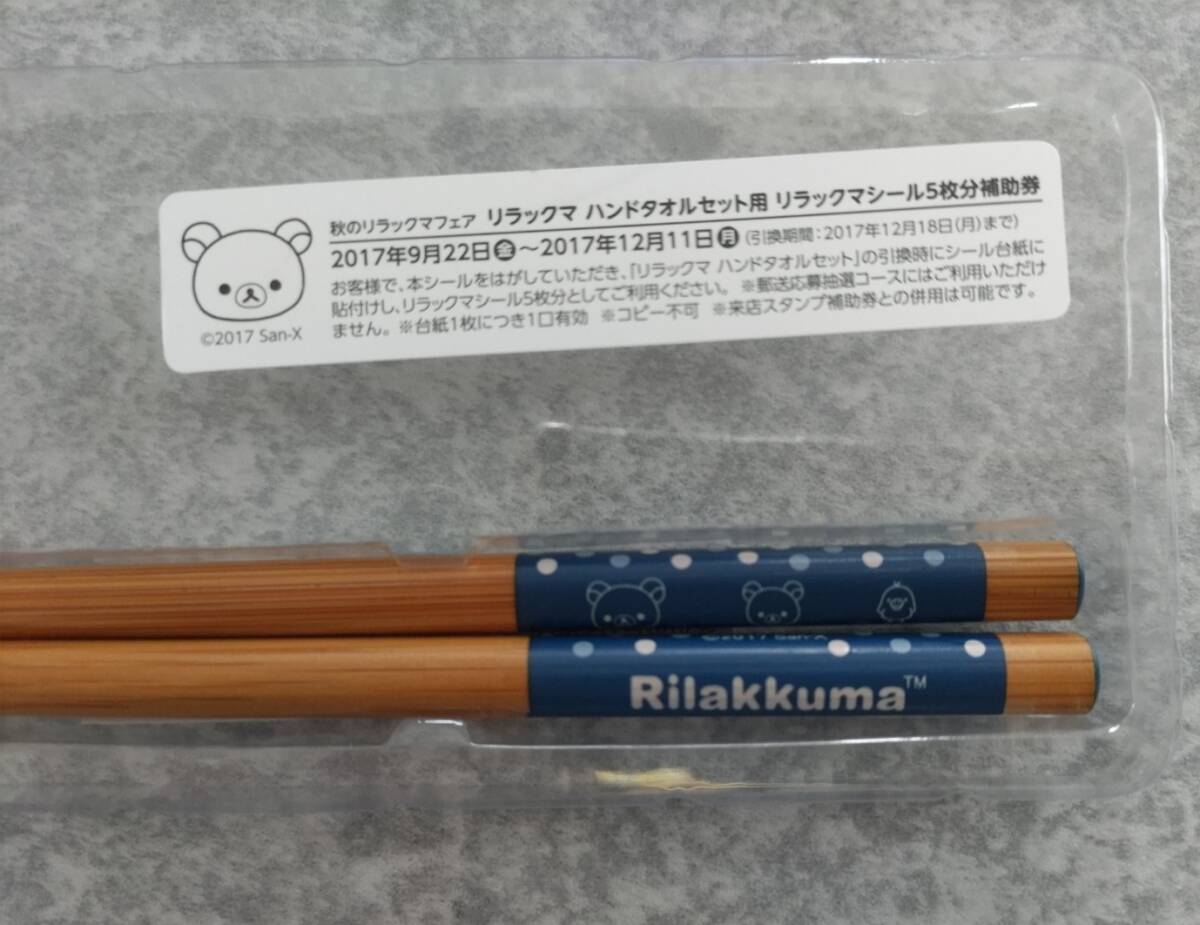 秋のリラックマフェア リラックマ ハンドタオルセット用 リラックマシール5枚分補助券
2017年9月22日金～2017年12月11日月 (引換期間:2017年12月18日(月)まで)
お客様で、本シールをはがしていただき、「リラックマ ハンドタオルセット」の引換時にシール台紙に
貼付けし、リラックマシール5枚分としてご利用ください。 ※郵送応募抽選コースにはご利用いただけ
ません。 ※台紙1枚につき1口有効 ※コピー不可 ※来店スタンプ補助券との併用は可能です。
©2017 San-X
©2017 San-X
Rilakkuma™